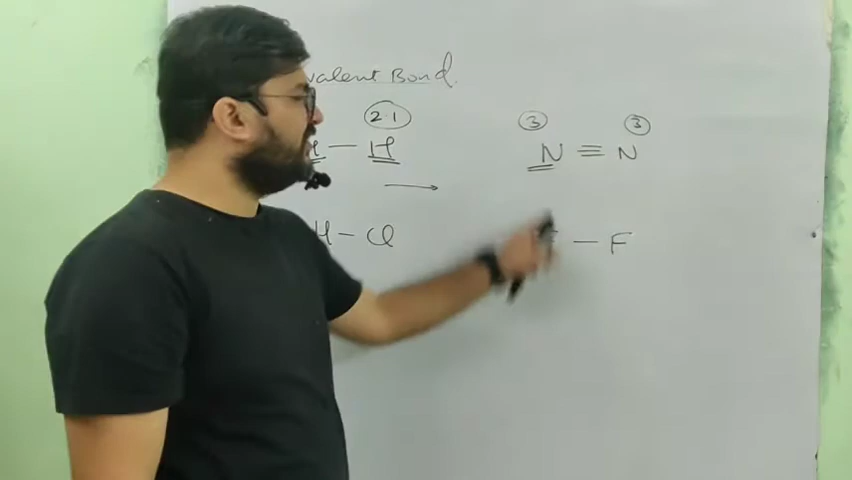 valent Bond.
2.1 3 3
H — H N ≡ N
H — Cl — F